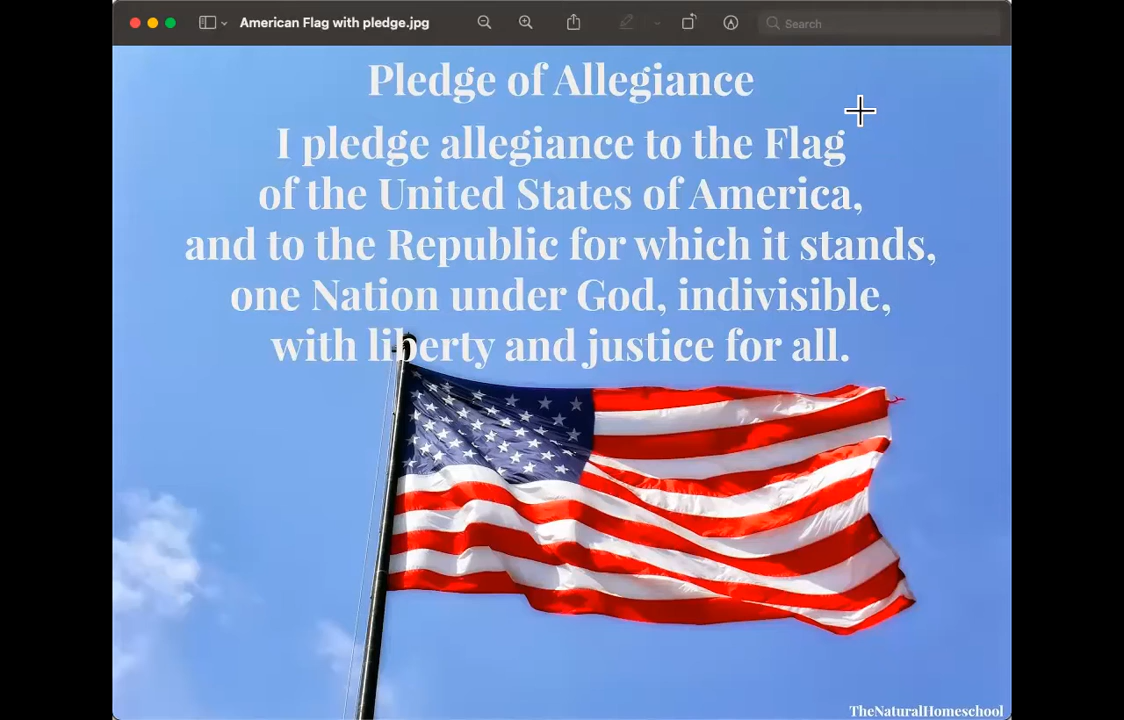 American Flag with pledge.jpg
Search
Pledge of Allegiance
I pledge allegiance to the Flag
of the United States of America,
and to the Republic for which it stands,
one Nation under God, indivisible,
with liberty and justice for all.
TheNaturalHomeschool